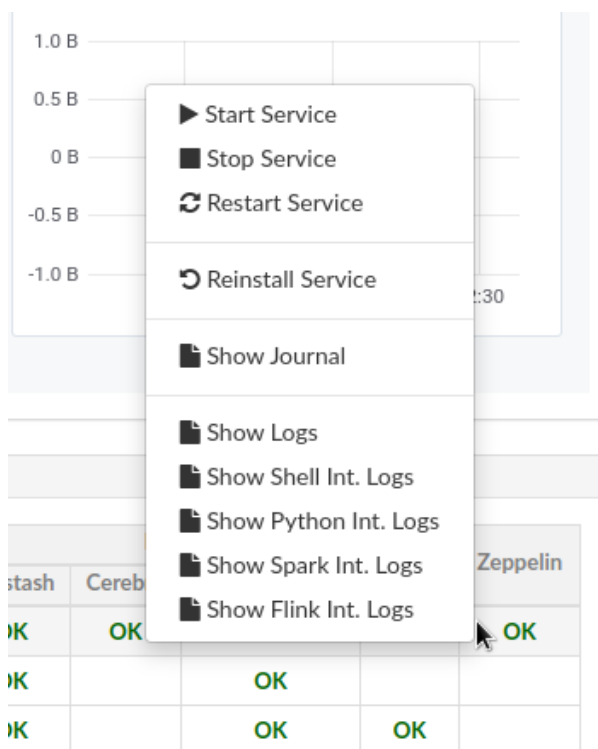 1.0 B
0.5 B
0 B
-0.5 B
-1.0 B
:30
Start Service
Stop Service
Restart Service
Reinstall Service
Show Journal
Show Logs
Show Shell Int. Logs
Show Python Int. Logs
Show Spark Int. Logs
Show Flink Int. Logs
Zeppelin
OK OK
OK
OK OK